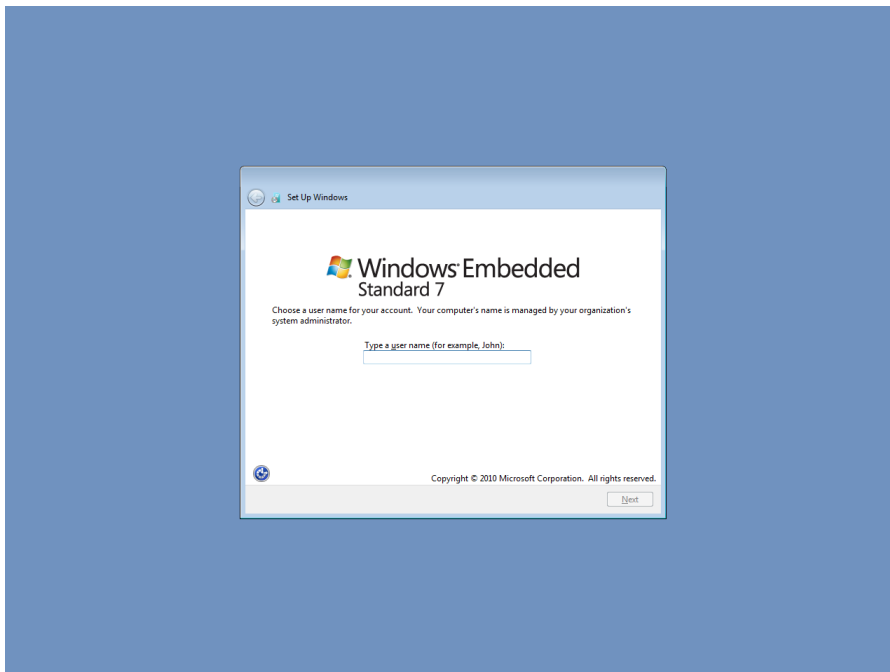 Set Up Windows
Windows Embedded
Standard 7
Choose a user name for your account.  Your computer's name is managed by your organization's
system administrator.
Type a user name (for example, John):
Copyright © 2010 Microsoft Corporation.  All rights reserved.
Next